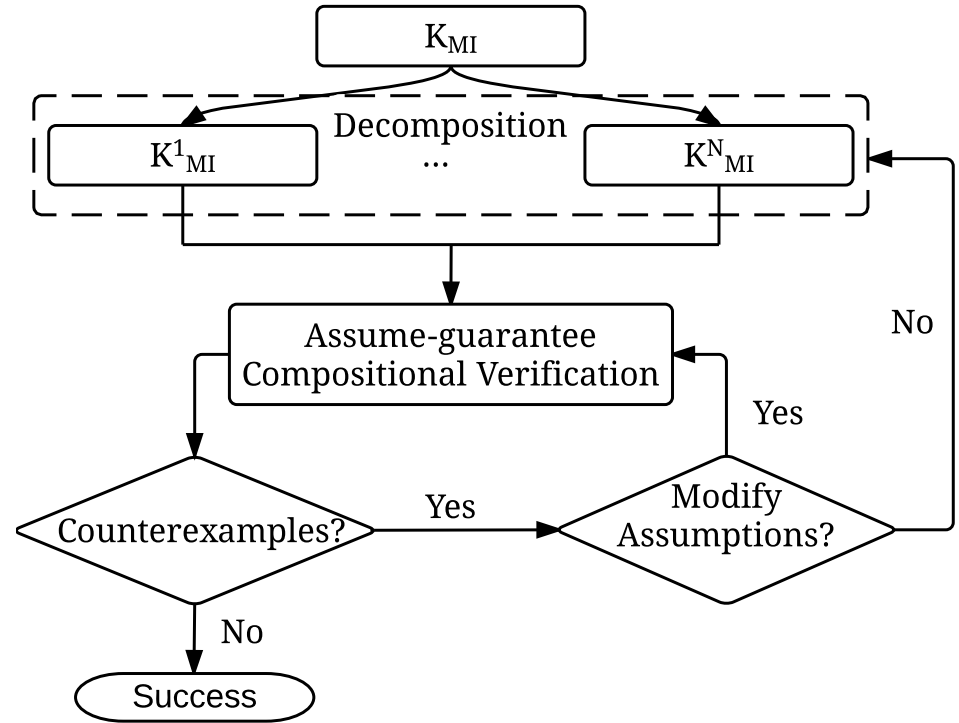 K_MI
Decomposition
K^1_MI
...
K^N_MI
No
Assume-guarantee
Compositional Verification
Yes
Modify
Assumptions?
Yes
Counterexamples?
No
Success